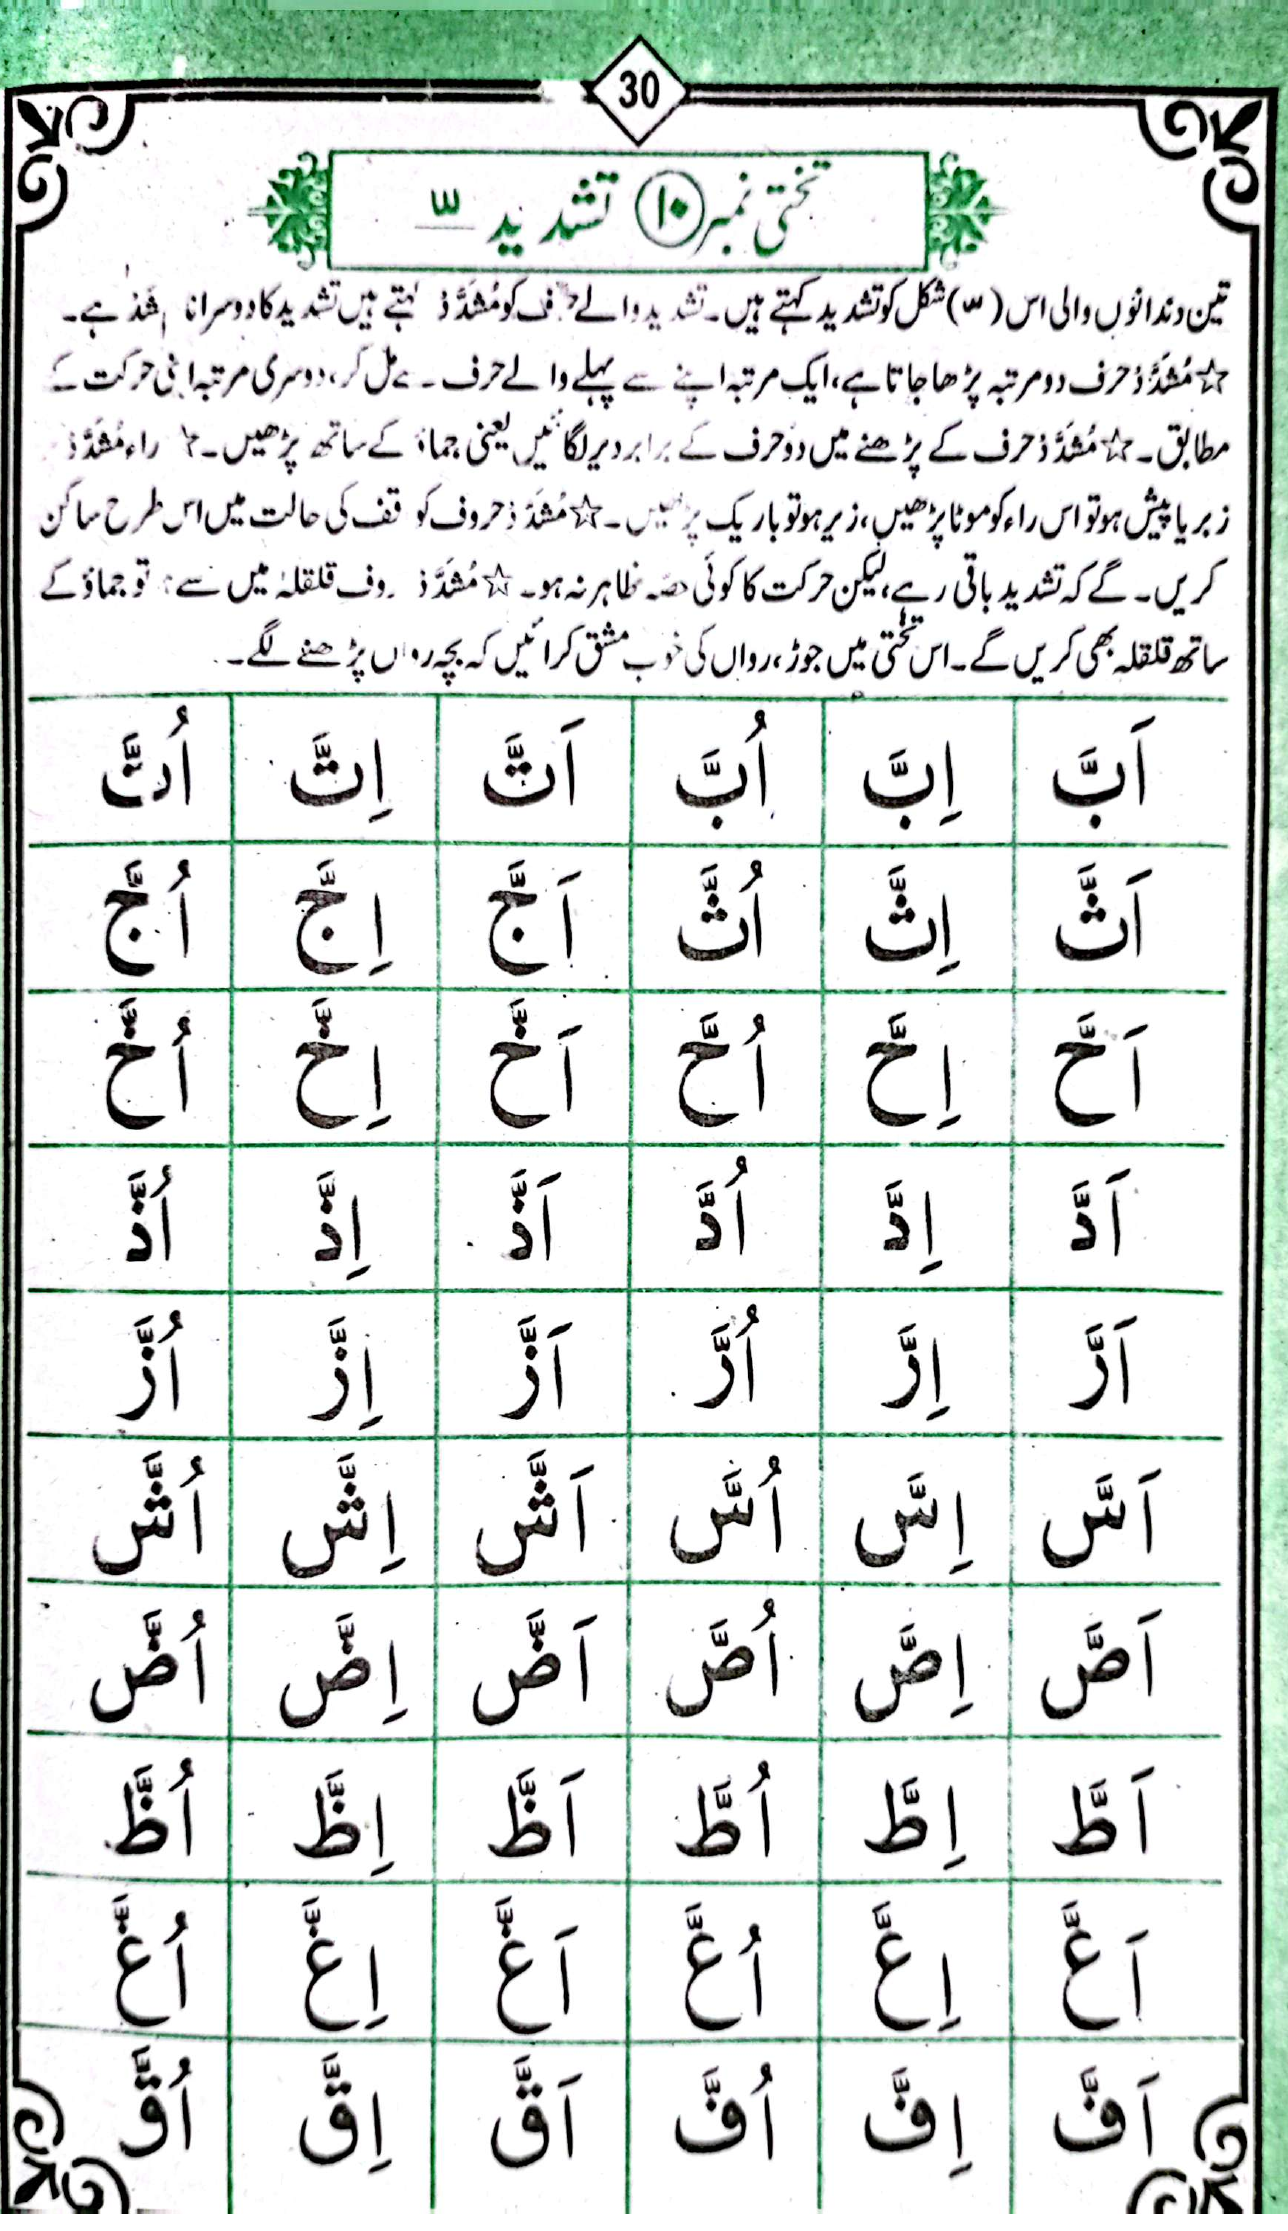 30
تختی نمبر ۱۰ تشدید ّ
تین دندانوں والی اس (ّ) شکل کو تشدید کہتے ہیں۔ تشدید والے حرف کو مُشَدَّدْ کہتے ہیں تشدید کا دوسرا نام شَدْ ہے۔
☆ مُشَدَّدْ حرف دو مرتبہ پڑھا جاتا ہے، ایک مرتبہ اپنے سے پہلے والے حرف سے مل کر، دوسری مرتبہ اپنی حرکت کے
مطابق۔ ☆ مُشَدَّدْ حرف کے پڑھنے میں دو حرف کے برابر دیر لگائیں یعنی جماؤ کے ساتھ پڑھیں۔ ☆ راء مُشَدَّدْ
زبر یا پیش ہو تو اس راء کو موٹا پڑھیں، زیر ہو تو باریک پڑھیں۔ ☆ مُشَدَّدْ حروف کو وقف کی حالت میں اس طرح ساکن
کریں۔ گے کہ تشدید باقی رہے، لیکن حرکت کا کوئی حصہ ظاہر نہ ہو۔ ☆ مُشَدَّدْ حروف قلقلہ میں سے تو جماؤ کے
ساتھ قلقلہ بھی کریں گے۔ اس تختی میں جوڑ، رواں کی خوب مشق کرائیں کہ بچہ رواں پڑھنے لگے۔
اَبَّ اِبَّ اُبَّ اَتَّ اِتَّ اُتَّ
اَثَّ اِثَّ اُثَّ اَجَّ اِجَّ اُجَّ
اَحَّ اِحَّ اُحَّ اَخَّ اِخَّ اُخَّ
اَدَّ اِدَّ اُدَّ اَذَّ اِذَّ اُذَّ
اَرَّ اِرَّ اُرَّ اَزَّ اِزَّ اُزَّ
اَسَّ اِسَّ اُسَّ اَشَّ اِشَّ اُشَّ
اَصَّ اِصَّ اُصَّ اَضَّ اِضَّ اُضَّ
اَطَّ اِطَّ اُطَّ اَظَّ اِظَّ اُظَّ
اَعَّ اِعَّ اُعَّ اَغَّ اِغَّ اُغَّ
اَفَّ اِفَّ اُفَّ اَقَّ اِقَّ اُقَّ